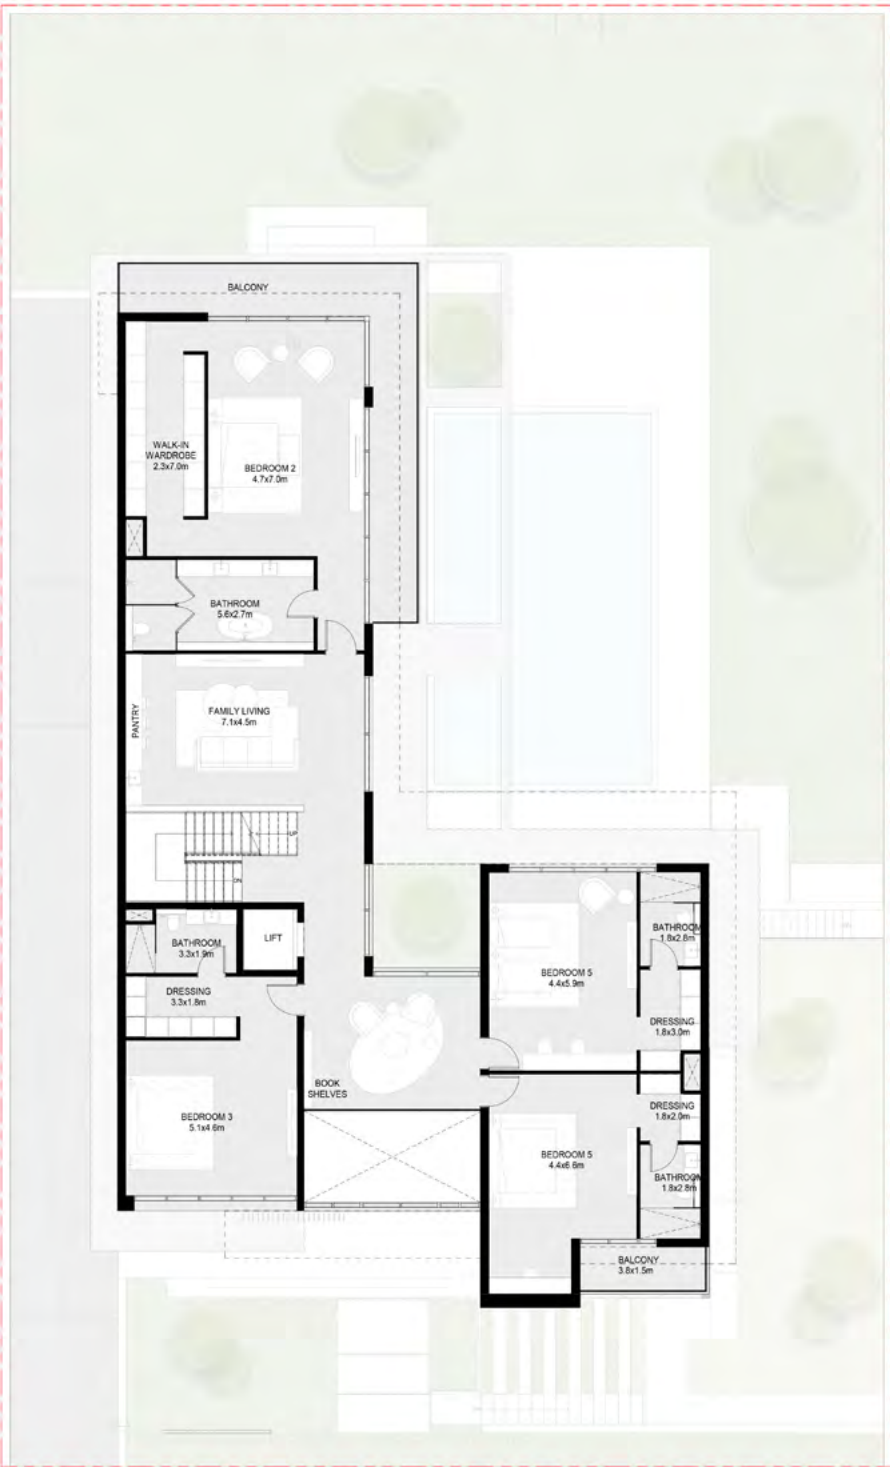 BALCONY
WALK-IN
WARDROBE
2.3x7.0m
BEDROOM 2
4.7x7.0m
BATHROOM
5.6x2.7m
PANTRY
FAMILY LIVING
7.1x4.5m
UP
DN
BATHROOM
3.3x1.9m
LIFT
DRESSING
3.3x1.8m
BEDROOM 3
5.1x4.6m
BOOK
SHELVES
BEDROOM 5
4.4x5.9m
BATHROOM
1.8x2.8m
DRESSING
1.8x3.0m
DRESSING
1.8x2.0m
BEDROOM 5
4.4x6.6m
BATHROOM
1.8x2.8m
BALCONY
3.8x1.5m